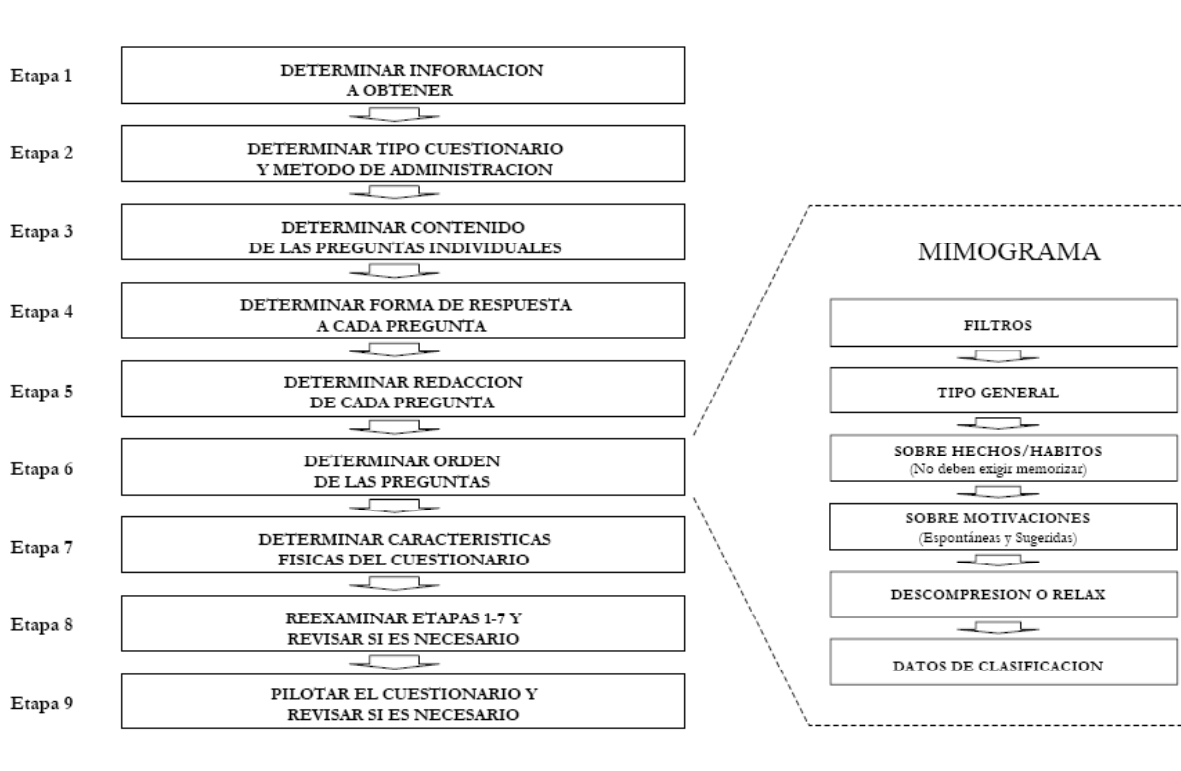 Etapa 1
DETERMINAR INFORMACION
A OBTENER
Etapa 2
DETERMINAR TIPO CUESTIONARIO
Y METODO DE ADMINISTRACION
Etapa 3
DETERMINAR CONTENIDO
DE LAS PREGUNTAS INDIVIDUALES
Etapa 4
DETERMINAR FORMA DE RESPUESTA
A CADA PREGUNTA
Etapa 5
DETERMINAR REDACCION
DE CADA PREGUNTA
Etapa 6
DETERMINAR ORDEN
DE LAS PREGUNTAS
Etapa 7
DETERMINAR CARACTERISTICAS
FISICAS DEL CUESTIONARIO
Etapa 8
REEXAMINAR ETAPAS 1-7 Y
REVISAR SI ES NECESARIO
Etapa 9
PILOTAR EL CUESTIONARIO Y
REVISAR SI ES NECESARIO
MIMOGRAMA
FILTROS
TIPO GENERAL
SOBRE HECHOS/HABITOS
(No deben exigir memorizar)
SOBRE MOTIVACIONES
(Espontáneas y Sugeridas)
DESCOMPRESION O RELAX
DATOS DE CLASIFICACION